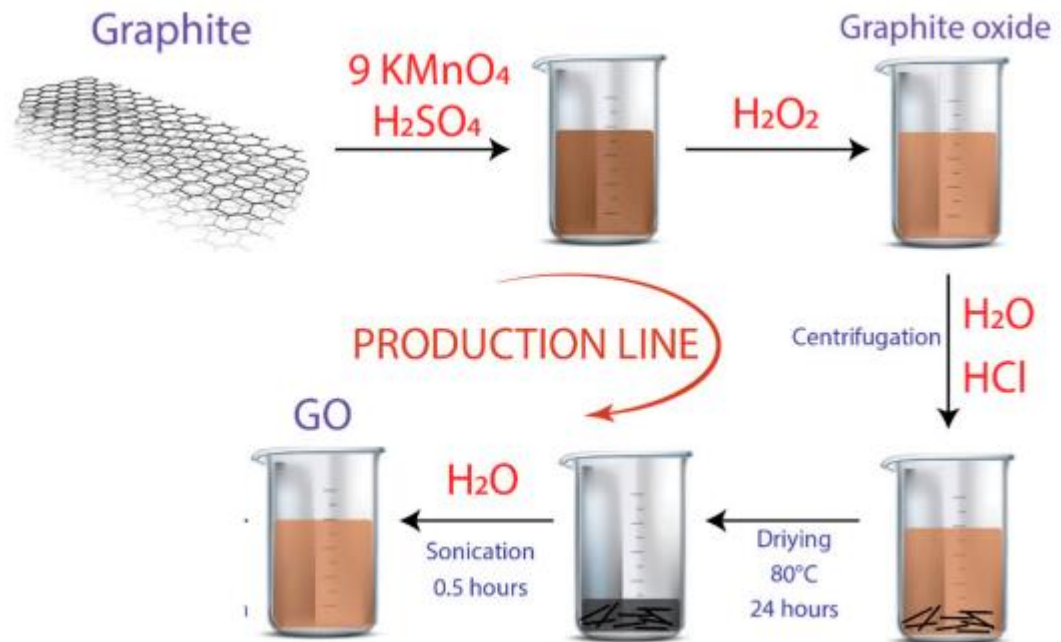 Graphite
9 KMnO₄
H₂SO₄
H₂O₂
Graphite oxide
Centrifugation
H₂O
HCl
PRODUCTION LINE
Driying
80°C
24 hours
H₂O
Sonication
0.5 hours
GO